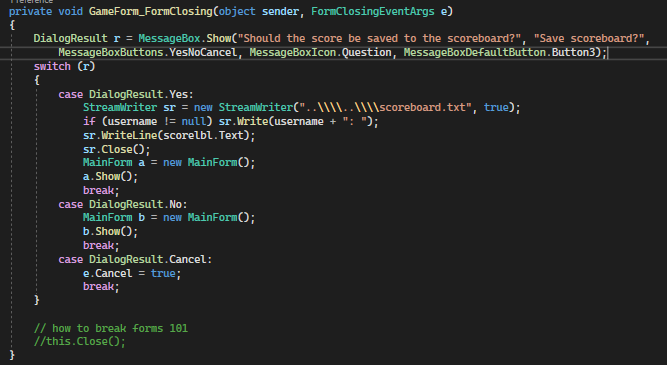 private void GameForm_FormClosing(object sender, FormClosingEventArgs e)
{
    DialogResult r = MessageBox.Show("Should the score be saved to the scoreboard?", "Save scoreboard?",
        MessageBoxButtons.YesNoCancel, MessageBoxIcon.Question, MessageBoxDefaultButton.Button3);
    switch (r)
    {
        case DialogResult.Yes:
            StreamWriter sr = new StreamWriter("..\\\\..\\\\scoreboard.txt", true);
            if (username != null) sr.Write(username + ": ");
            sr.WriteLine(scorelbl.Text);
            sr.Close();
            MainForm a = new MainForm();
            a.Show();
            break;
        case DialogResult.No:
            MainForm b = new MainForm();
            b.Show();
            break;
        case DialogResult.Cancel:
            e.Cancel = true;
            break;
    }

    // how to break forms 101
    //this.Close();
}